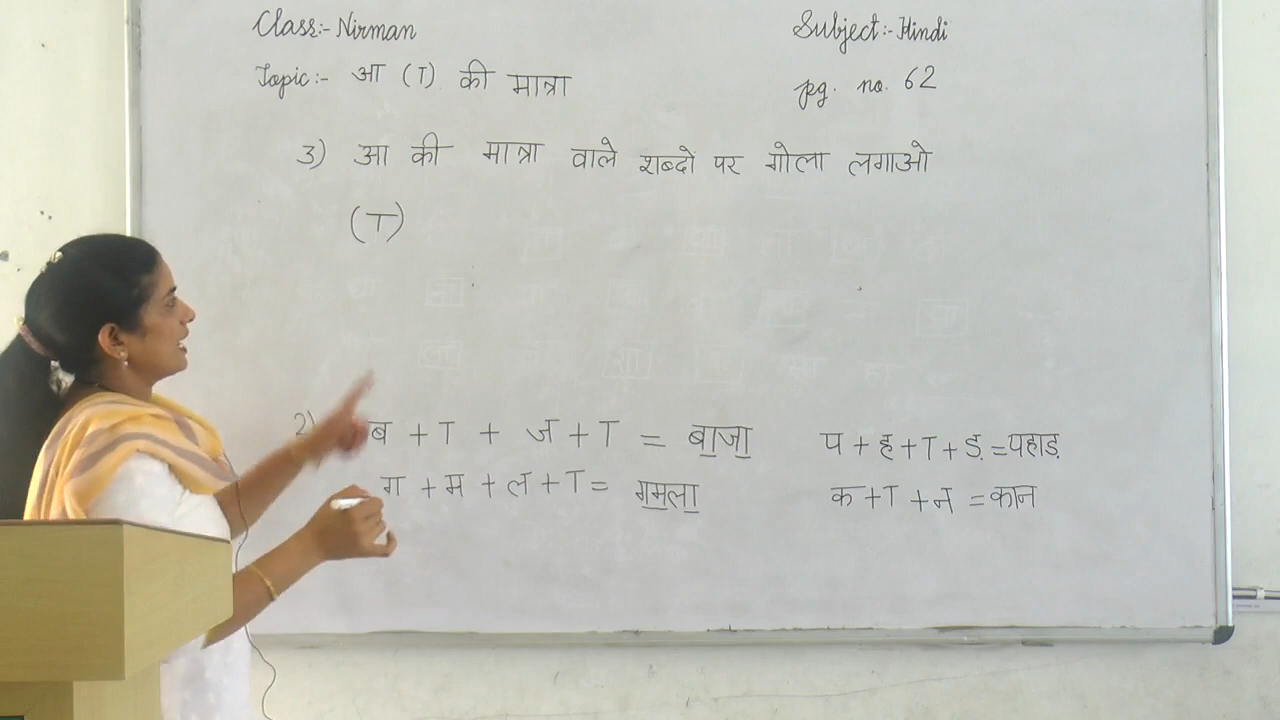 Class:- Nirman Subject:- Hindi
Topic:- आ (ा) की मात्रा pg. no. 62
3) आ की मात्रा वाले शब्दों पर गोला लगाओ
(ा)
2) ब + ा + ज + ा = बाजा प + ह + ा + ड़ = पहाड़
ग + म + ल + ा = गमला क + ा + न = कान